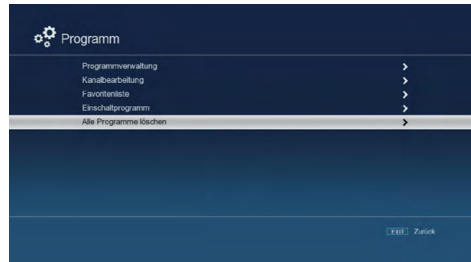 Programm
Programmverwaltung
Kanalbearbeitung
Favoritenliste
Einschaltprogramm
Alle Programme löschen
EXIT Zurück